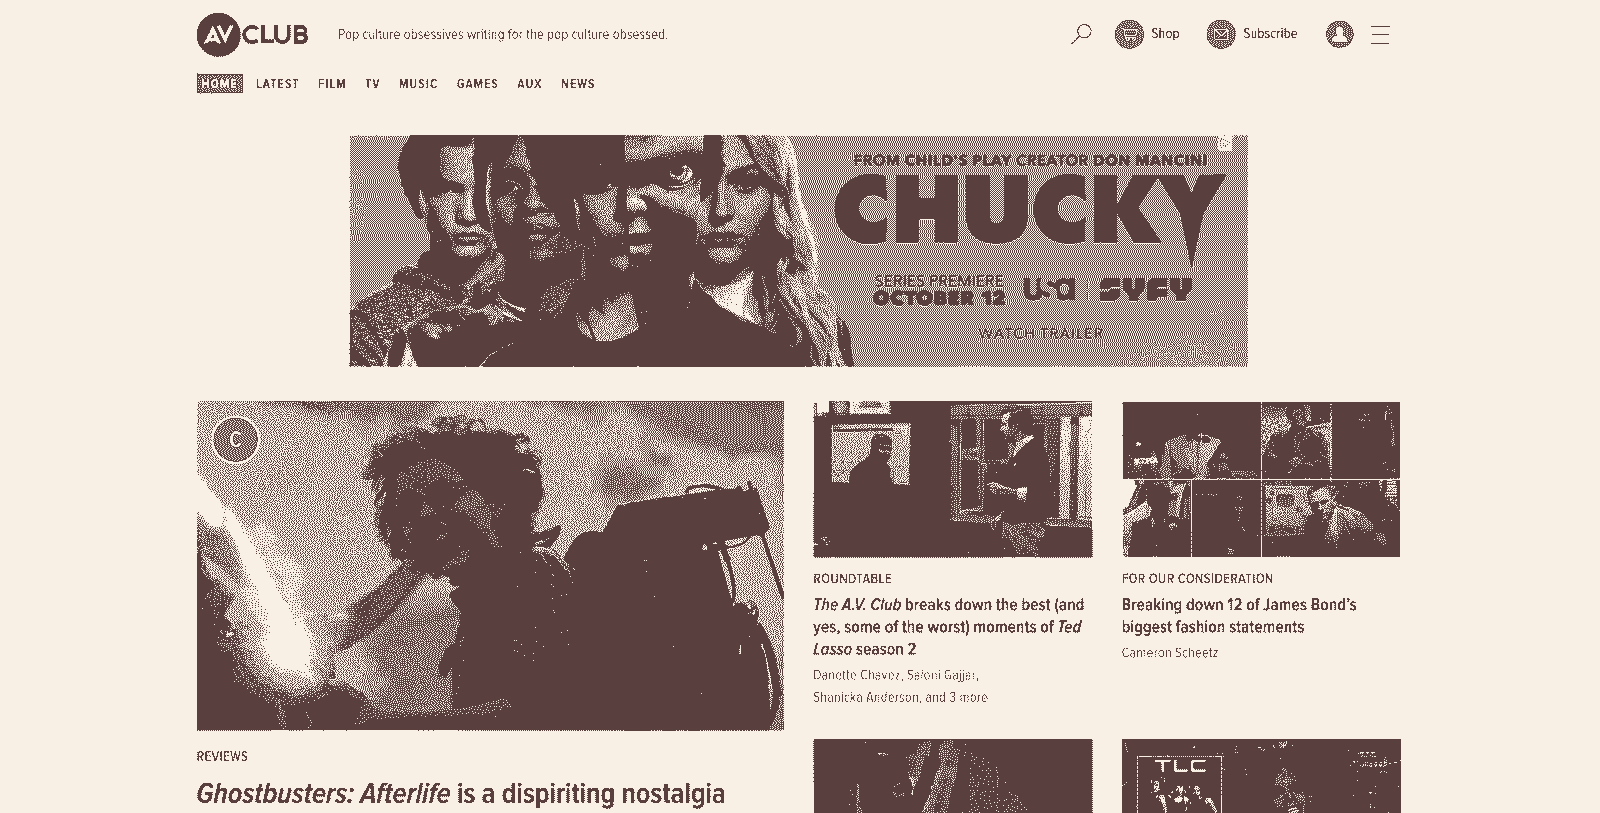 AV CLUB
Pop culture obsessives writing for the pop culture obsessed.
Shop
Subscribe
HOME
LATEST
FILM
TV
MUSIC
GAMES
AUX
NEWS
FROM CHILD'S PLAY CREATOR DON MANCINI
CHUCKY
SERIES PREMIERE
OCTOBER 12
USA
SYFY
WATCH TRAILER
C
ROUNDTABLE
The A.V. Club breaks down the best (and
yes, some of the worst) moments of Ted
Lasso season 2
Danette Chavez, Saloni Gajjar,
Shanicka Anderson, and 3 more
FOR OUR CONSIDERATION
Breaking down 12 of James Bond's
biggest fashion statements
Cameron Scheetz
REVIEWS
Ghostbusters: Afterlife is a dispiriting nostalgia
TLC